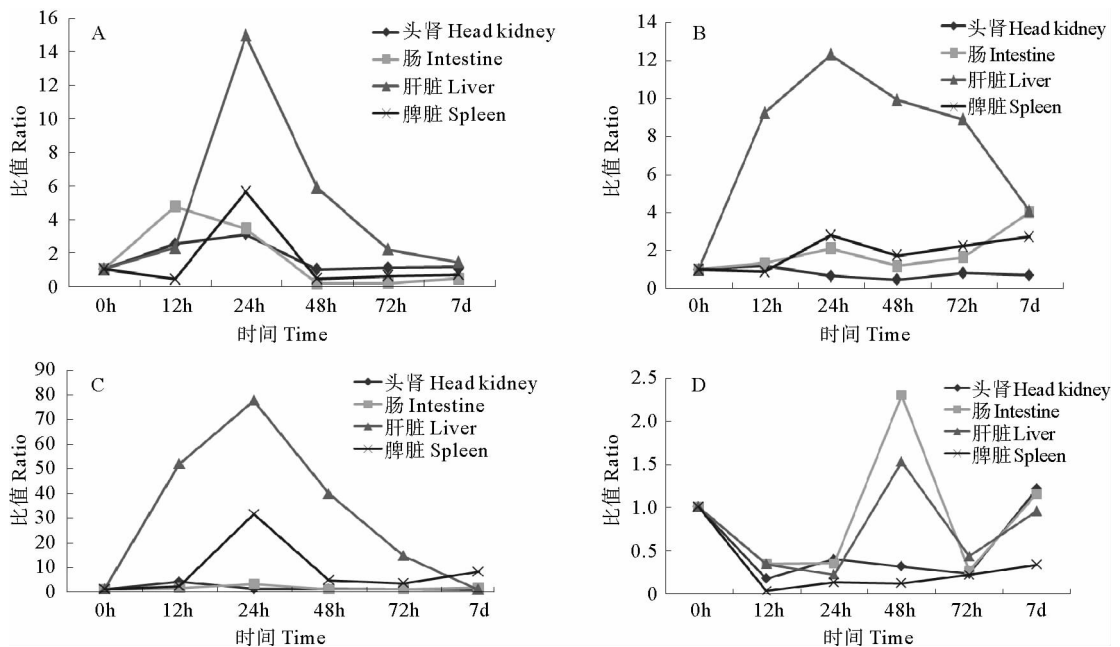 A
头肾 Head kidney
肠 Intestine
肝脏 Liver
脾脏 Spleen
比值 Ratio
16
14
12
10
8
6
4
2
0
0h 12h 24h 48h 72h 7d
时间 Time
B
头肾 Head kidney
肠 Intestine
肝脏 Liver
脾脏 Spleen
比值 Ratio
14
12
10
8
6
4
2
0
0h 12h 24h 48h 72h 7d
时间 Time
C
头肾 Head kidney
肠 Intestine
肝脏 Liver
脾脏 Spleen
比值 Ratio
90
80
70
60
50
40
30
20
10
0
0h 12h 24h 48h 72h 7d
时间 Time
D
头肾 Head kidney
肠 Intestine
肝脏 Liver
脾脏 Spleen
比值 Ratio
2.5
2.0
1.5
1.0
0.5
0
0h 12h 24h 48h 72h 7d
时间 Time